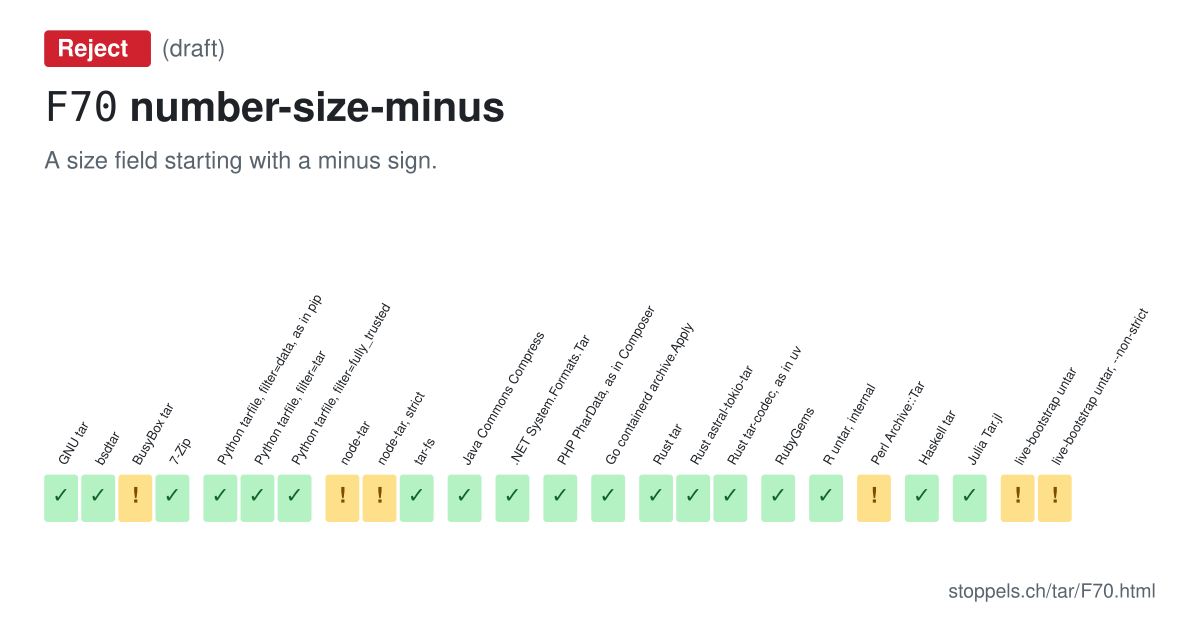 Reject (draft)
F70 number-size-minus
A size field starting with a minus sign.
GNU tar
bsdtar
BusyBox tar
7-Zip
Python tarfile, filter=data, as in pip
Python tarfile, filter=tar
Python tarfile, filter=fully_trusted
node-tar
node-tar, strict
tar-fs
Java Commons Compress
.NET System.Formats.Tar
PHP PharData, as in Composer
Go containerd archive.Apply
Rust tar
Rust astral-tokio-tar
Rust tar-codec, as in uv
RubyGems
R untar, internal
Perl Archive::Tar
Haskell tar
Julia Tar.jl
live-bootstrap untar
live-bootstrap untar, --non-strict
✓ ✓ ! ✓ ✓ ✓ ✓ ! ! ✓ ✓ ✓ ✓ ✓ ✓ ✓ ✓ ✓ ✓ ! ✓ ✓ ! !
stoppels.ch/tar/F70.html